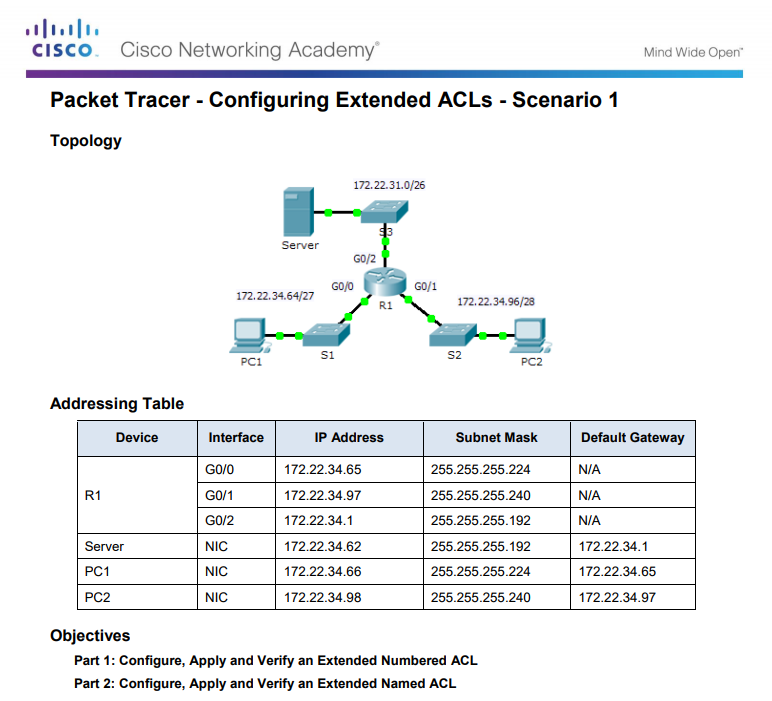 CISCO Cisco Networking Academy® Mind Wide Open™
Packet Tracer - Configuring Extended ACLs - Scenario 1
Topology
172.22.31.0/26
S3
Server
G0/2
G0/0 G0/1
172.22.34.64/27 172.22.34.96/28
R1
S1 S2
PC1 PC2
Addressing Table
Device Interface IP Address Subnet Mask Default Gateway
R1
G0/0 172.22.34.65 255.255.255.224 N/A
G0/1 172.22.34.97 255.255.255.240 N/A
G0/2 172.22.34.1 255.255.255.192 N/A
Server NIC 172.22.34.62 255.255.255.192 172.22.34.1
PC1 NIC 172.22.34.66 255.255.255.224 172.22.34.65
PC2 NIC 172.22.34.98 255.255.255.240 172.22.34.97
Objectives
Part 1: Configure, Apply and Verify an Extended Numbered ACL
Part 2: Configure, Apply and Verify an Extended Named ACL